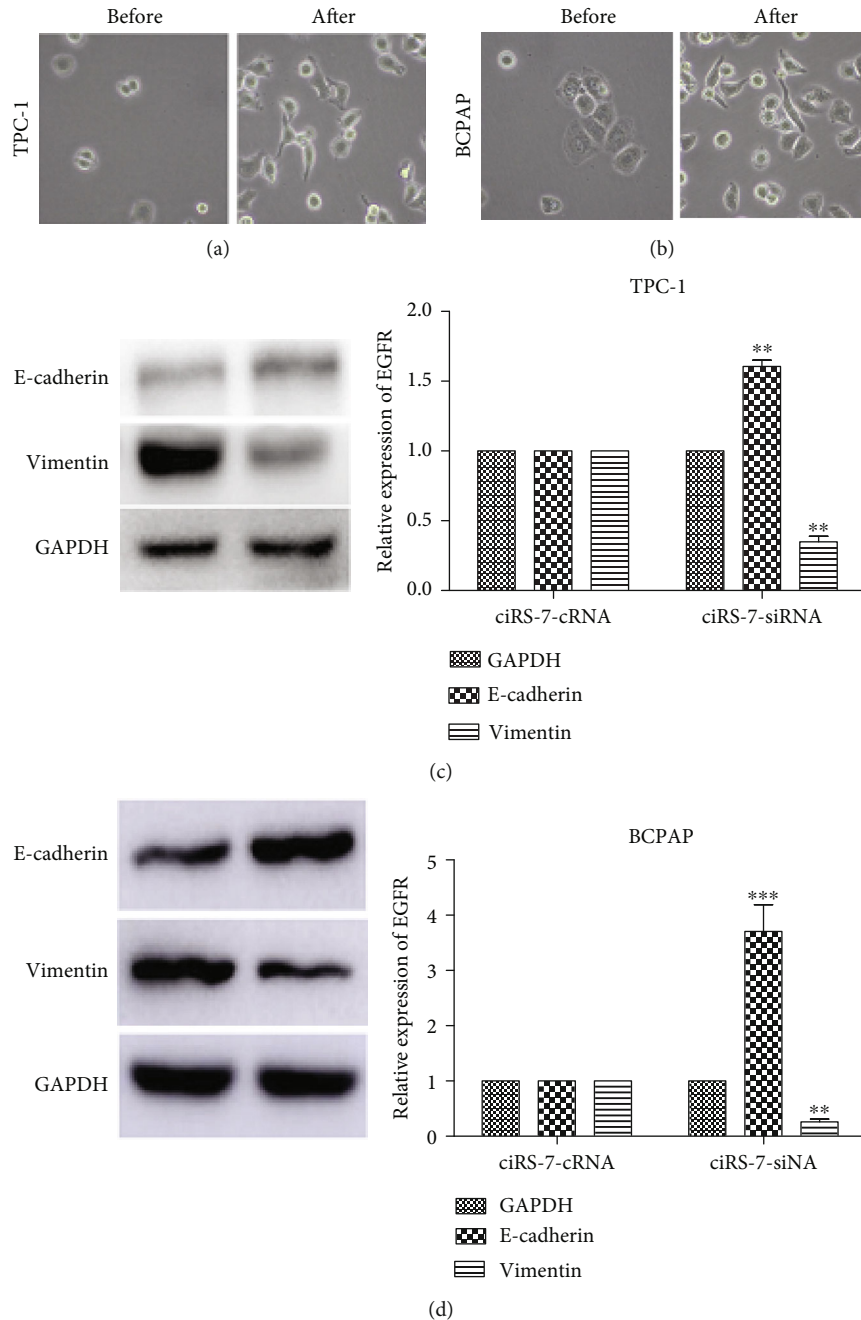 Before After
TPC-1
(a)
Before After
BCPAP
(b)
E-cadherin
Vimentin
GAPDH
TPC-1
Relative expression of EGFR
2.0
1.5
1.0
0.5
0.0
**
**
ciRS-7-cRNA ciRS-7-siRNA
GAPDH
E-cadherin
Vimentin
(c)
E-cadherin
Vimentin
GAPDH
BCPAP
Relative expression of EGFR
5
4
3
2
1
0
***
**
ciRS-7-cRNA ciRS-7-siNA
GAPDH
E-cadherin
Vimentin
(d)